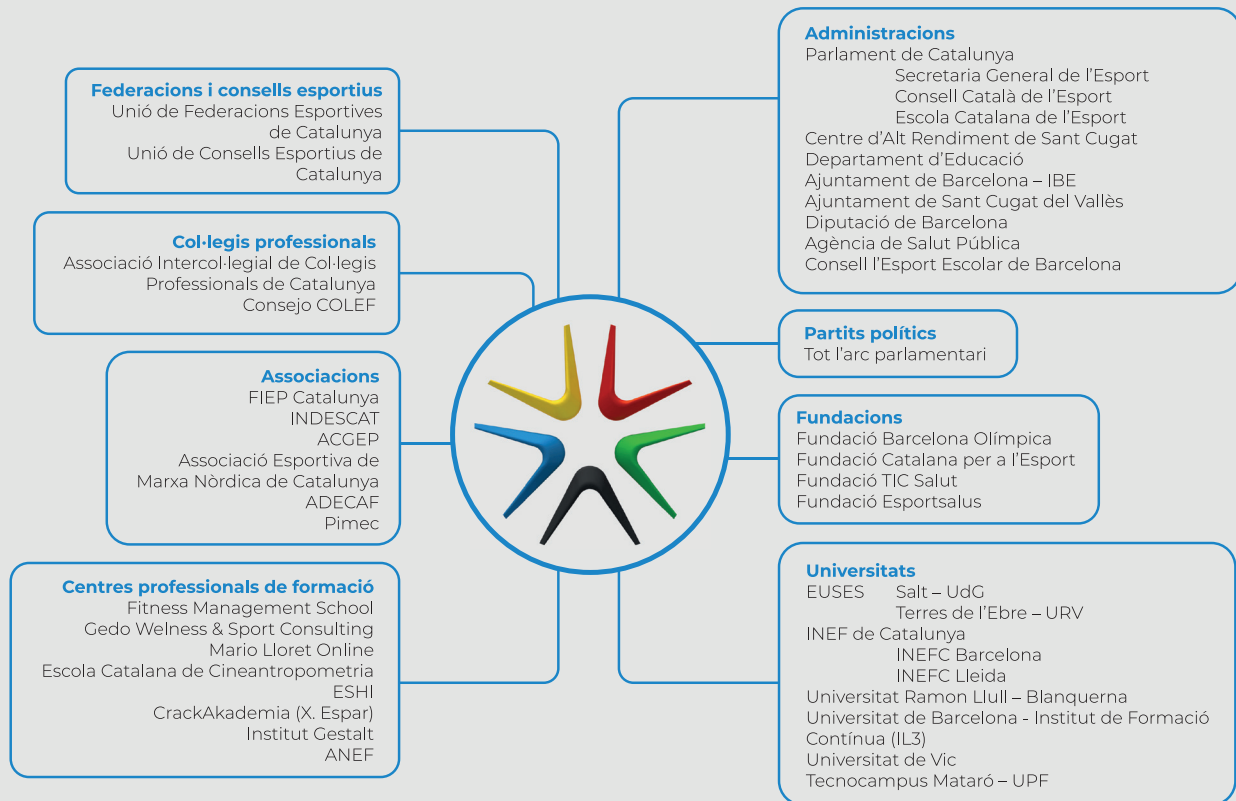 Federacions i consells esportius
Unió de Federacions Esportives
de Catalunya
Unió de Consells Esportius de
Catalunya
Col·legis professionals
Associació Intercol·legial de Col·legis
Professionals de Catalunya
Consejo COLEF
Associacions
FIEP Catalunya
INDESCAT
ACGEP
Associació Esportiva de
Marxa Nòrdica de Catalunya
ADECAF
Pimec
Centres professionals de formació
Fitness Management School
Gedo Welness & Sport Consulting
Mario Lloret Online
Escola Catalana de Cineantropometria
ESHI
CrackAkademia (X. Espar)
Institut Gestalt
ANEF
Administracions
Parlament de Catalunya
Secretaria General de l'Esport
Consell Català de l'Esport
Escola Catalana de l'Esport
Centre d'Alt Rendiment de Sant Cugat
Departament d'Educació
Ajuntament de Barcelona – IBE
Ajuntament de Sant Cugat del Vallès
Diputació de Barcelona
Agència de Salut Pública
Consell l'Esport Escolar de Barcelona
Partits polítics
Tot l'arc parlamentari
Fundacions
Fundació Barcelona Olímpica
Fundació Catalana per a l'Esport
Fundació TIC Salut
Fundació Esportsalus
Universitats
EUSES Salt – UdG
Terres de l'Ebre – URV
INEF de Catalunya
INEFC Barcelona
INEFC Lleida
Universitat Ramon Llull – Blanquerna
Universitat de Barcelona - Institut de Formació
Contínua (IL3)
Universitat de Vic
Tecnocampus Mataró – UPF